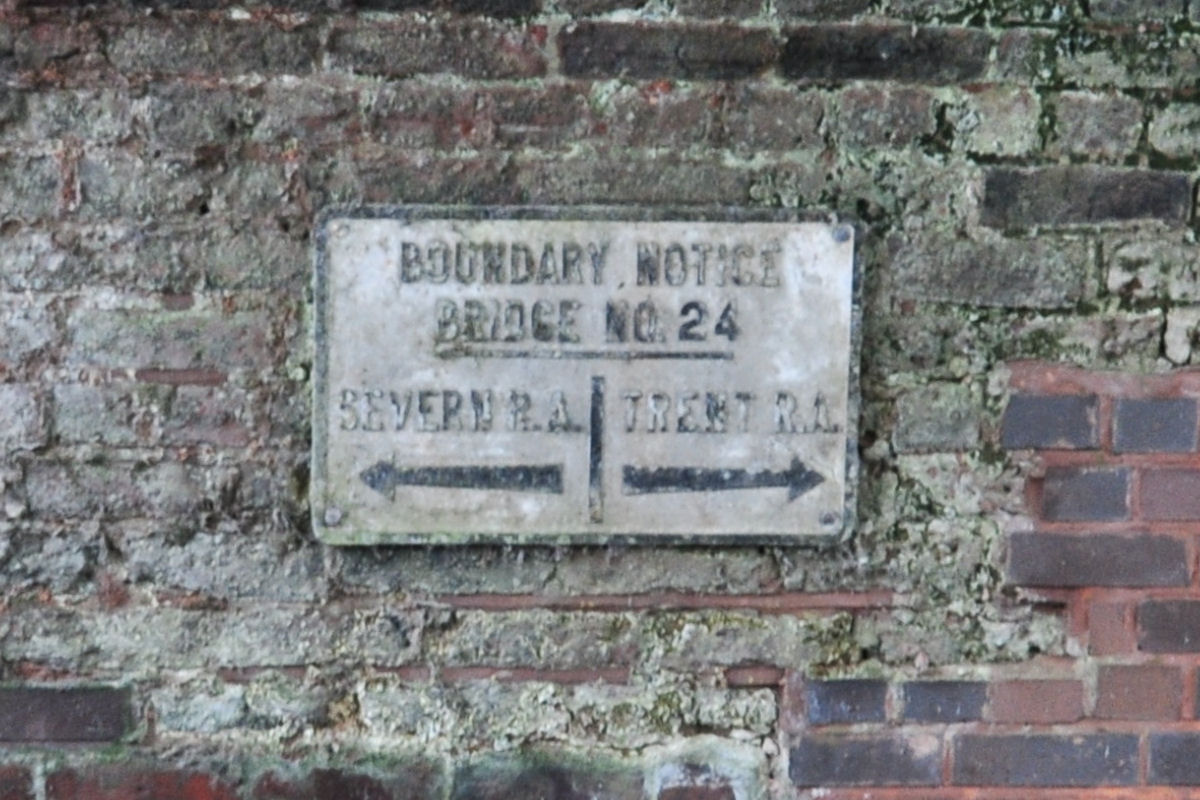 BOUNDARY NOTICE
BRIDGE NO. 24
SEVERN R.A. TRENT R.A.